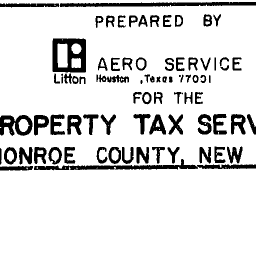 PREPARED BY
AERO SERVICE
Litton Houston , Texas 77001
FOR THE
ROPERTY TAX SERV
ONROE COUNTY, NEW